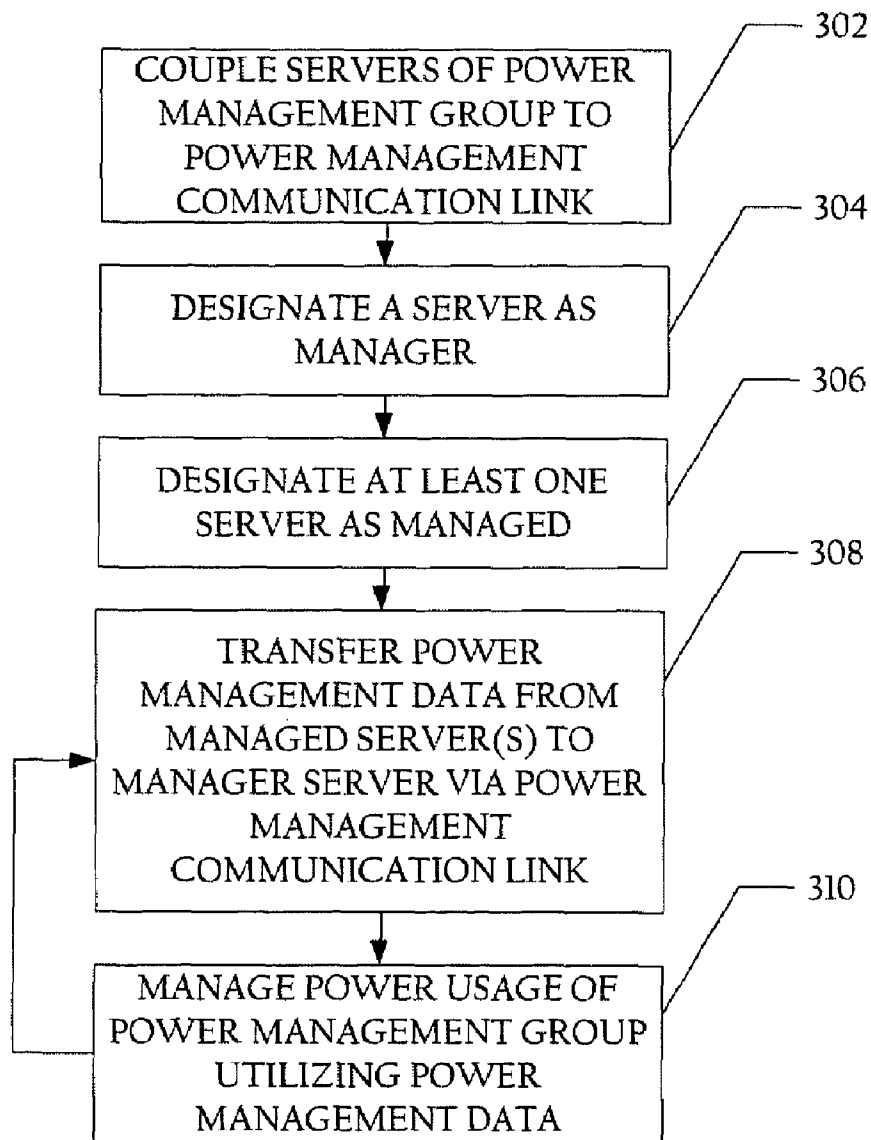 302
COUPLE SERVERS OF POWER
MANAGEMENT GROUP TO
POWER MANAGEMENT
COMMUNICATION LINK
304
DESIGNATE A SERVER AS
MANAGER
306
DESIGNATE AT LEAST ONE
SERVER AS MANAGED
308
TRANSFER POWER
MANAGEMENT DATA FROM
MANAGED SERVER(S) TO
MANAGER SERVER VIA POWER
MANAGEMENT
COMMUNICATION LINK
310
MANAGE POWER USAGE OF
POWER MANAGEMENT GROUP
UTILIZING POWER
MANAGEMENT DATA